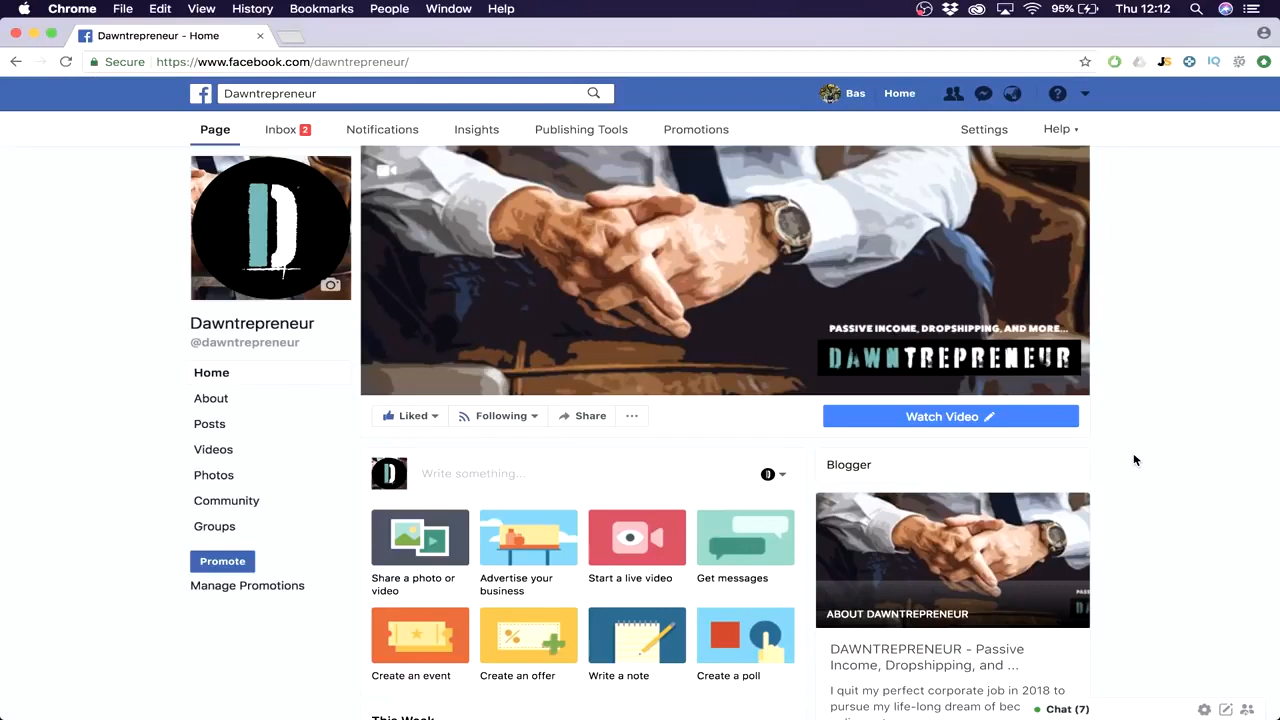 Chrome File Edit View History Bookmarks People Window Help 95% Thu 12:12
Dawntrepreneur - Home
Secure https://www.facebook.com/dawntrepreneur/
JS IQ
Dawntrepreneur Bas Home
Page Inbox 2 Notifications Insights Publishing Tools Promotions Settings Help
D
Dawntrepreneur
@dawntrepreneur
Home
About
Posts
Videos
Photos
Community
Groups
Promote
Manage Promotions
PASSIVE INCOME, DROPSHIPPING, AND MORE...
DAWNTREPRENEUR
Liked Following Share ... Watch Video
Write something...
Share a photo or
video
Advertise your
business
Start a live video
Get messages
Create an event
Create an offer
Write a note
Create a poll
This Week
Blogger
ABOUT DAWNTREPRENEUR
DAWNTREPRENEUR - Passive
Income, Dropshipping, and ...
I quit my perfect corporate job in 2018 to
pursue my life-long dream of bec
Chat (7)